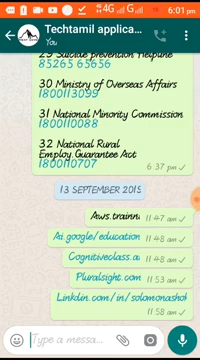 4G
6:01 pm
Techtamil applica...
You
29 Suicide prevention Helpline
85265 65656
30 Ministry of Overseas Affairs
1800113099
31 National Minority Commission
1800110088
32 National Rural
Employ.Guarantee Act
1800110707
6:37 pm
13 SEPTEMBER 2015
Aws.trainn
11:47 am
Ai.google/education
11:48 am
Cognitiveclass.a
11:48 am
Pluralsight.com
11:53 am
Linkdin.com/in/solomonashok
11:58 am
Type a messa...